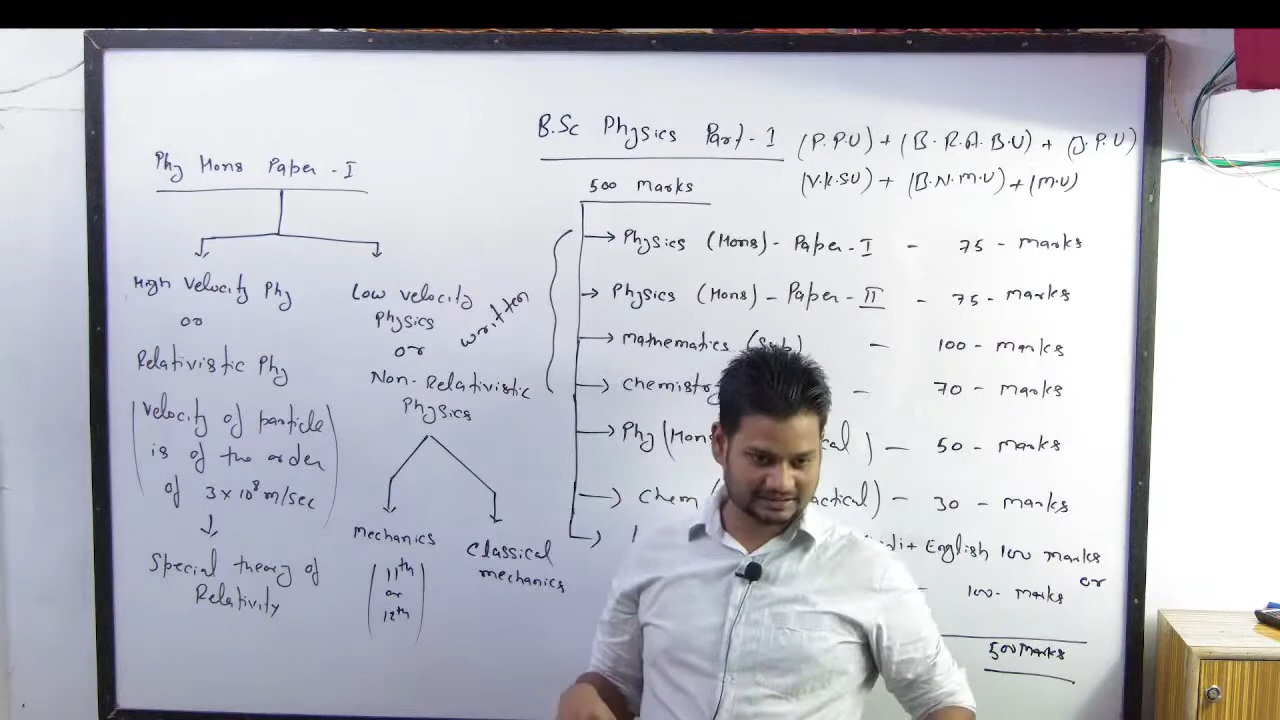 Phy Hons Paper - I
High Velocity Phy
or
Relativistic Phy
(velocity of particle
is of the order
of 3 x 10⁸ m/sec)
Special theory of
Relativity
Low velocity
Physics
or
Non-Relativistic
Physics
Mechanics
(11th
or
12th)
Classical
mechanics
B.Sc Physics Part - I (P.P.U) + (B.R.A.B.U) + (J.P.U)
(V.K.SU) + (B.N.M.U) + (M.U)
500 marks
written
Physics (Hons) - Paper - I - 75 - marks
Physics (Hons) - Paper - II - 75 - marks
Mathematics (Sub) - 100 - marks
Chemistry - 70 - marks
Phy (Hons ) - 50 - marks
Chem ( ) - 30 - marks
+ English 100 marks
or
100 - marks
500 marks